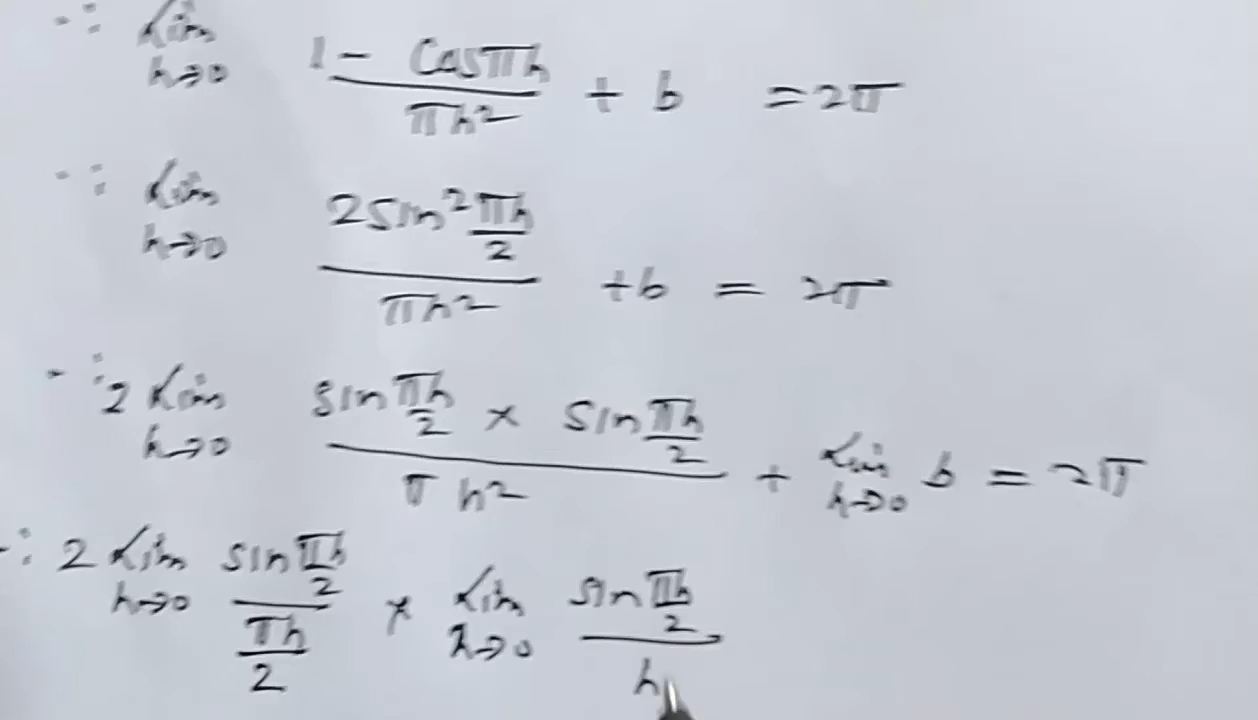 ∴ Lim h→0 (1 - Cosπh)/(πh²) + b = 2π
∴ Lim h→0 (2 sin² πh/2)/(πh²) + b = 2π
∴ 2 Lim h→0 (sin πh/2 × sin πh/2)/(πh²) + Lim h→0 b = 2π
∴ 2 Lim h→0 (sin πh/2)/(πh/2) × Lim h→0 (sin πh/2)/h